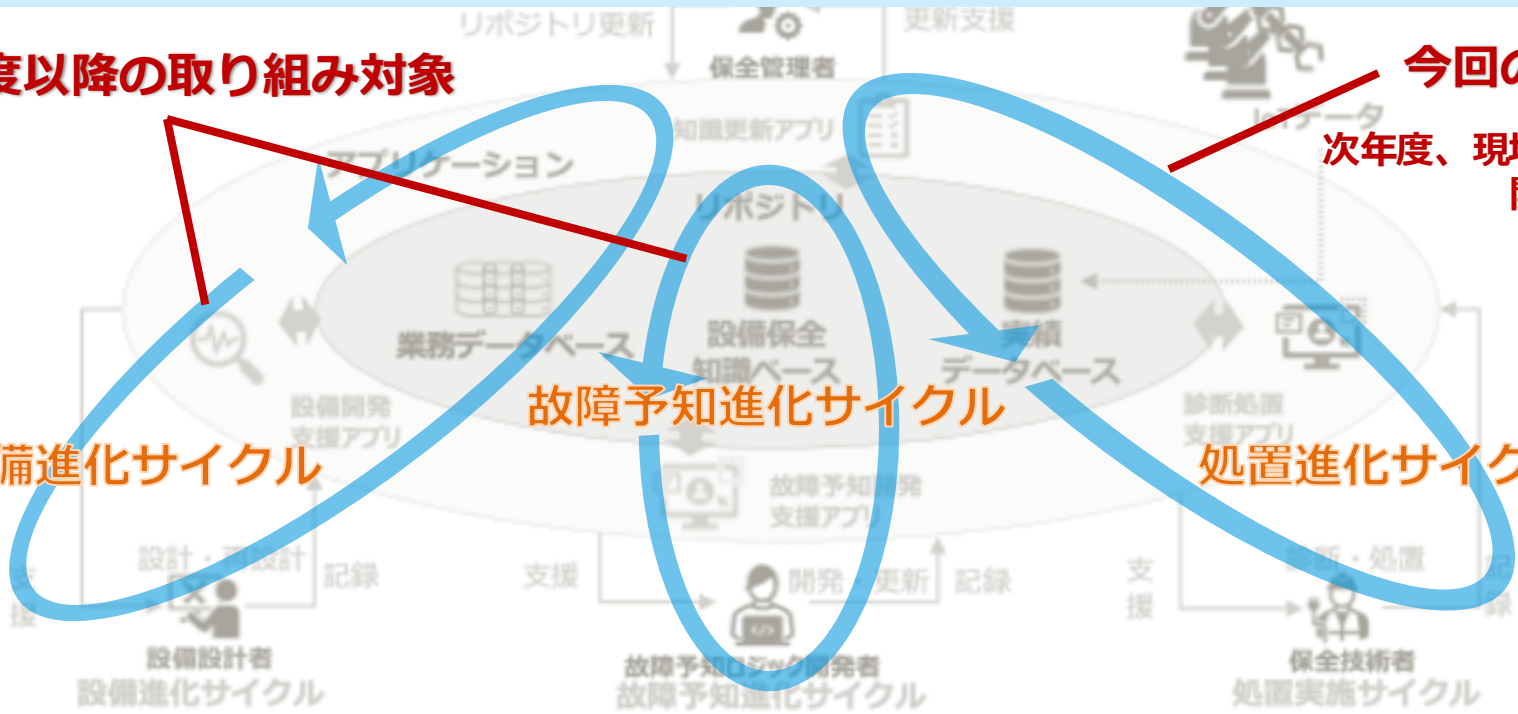 リポジトリ更新
更新支援
保全管理者
度以降の取り組み対象
今回の
IoTデータ
知識更新アプリ
次年度、現場
アプリケーション
リポジトリ
業務データベース
設備保全
知識ベース
実績
データベース
設備開発
支援アプリ
故障予知進化サイクル
診断処置
支援アプリ
備進化サイクル
処置進化サイク
故障予知開発
支援アプリ
設計・再設計
記録
支援
開発・更新
記録
支援
診断・処置
記録
支援
設備設計者
設備進化サイクル
故障予知ロジック開発者
故障予知進化サイクル
保全技術者
処置実施サイクル